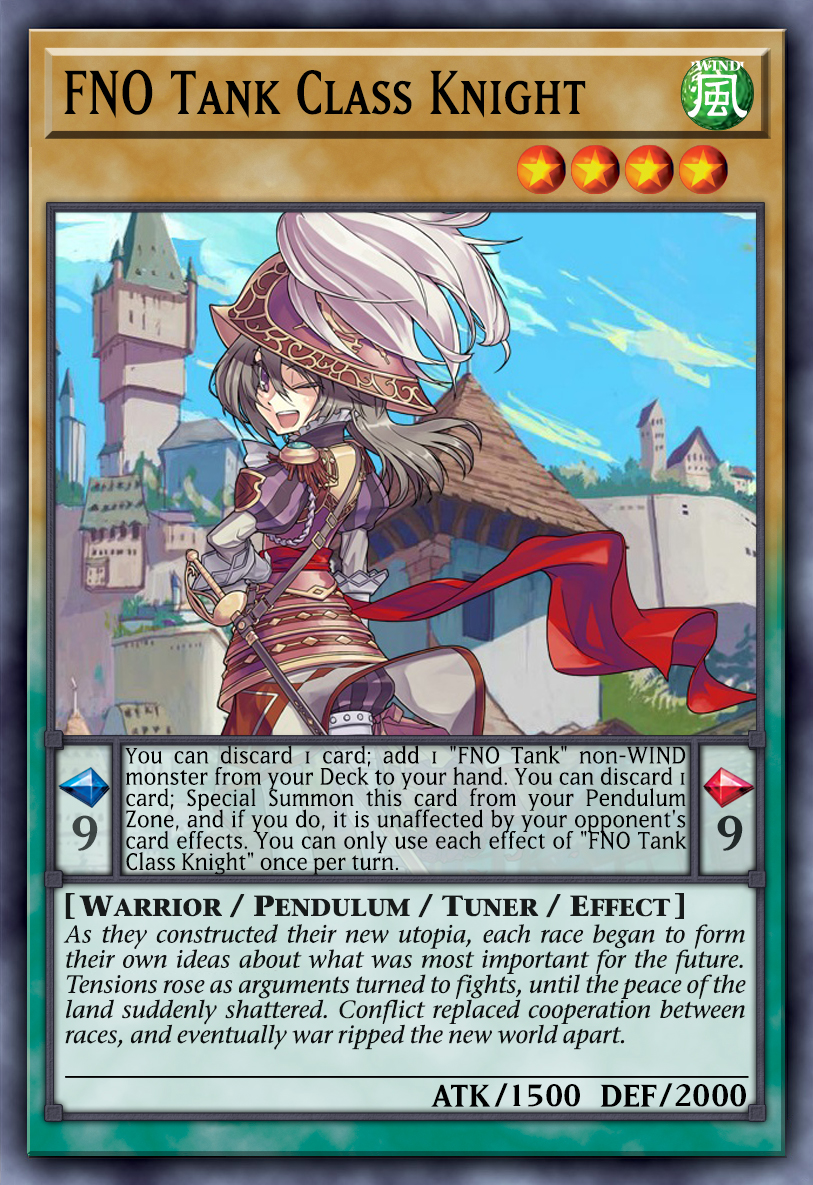 FNO Tank Class Knight
WIND
風
You can discard 1 card; add 1 "FNO Tank" non-WIND
monster from your Deck to your hand. You can discard 1
card; Special Summon this card from your Pendulum
Zone, and if you do, it is unaffected by your opponent's
card effects. You can only use each effect of "FNO Tank
Class Knight" once per turn.
9
9
[ Warrior / Pendulum / Tuner / Effect ]
As they constructed their new utopia, each race began to form
their own ideas about what was most important for the future.
Tensions rose as arguments turned to fights, until the peace of the
land suddenly shattered. Conflict replaced cooperation between
races, and eventually war ripped the new world apart.
ATK/1500 DEF/2000